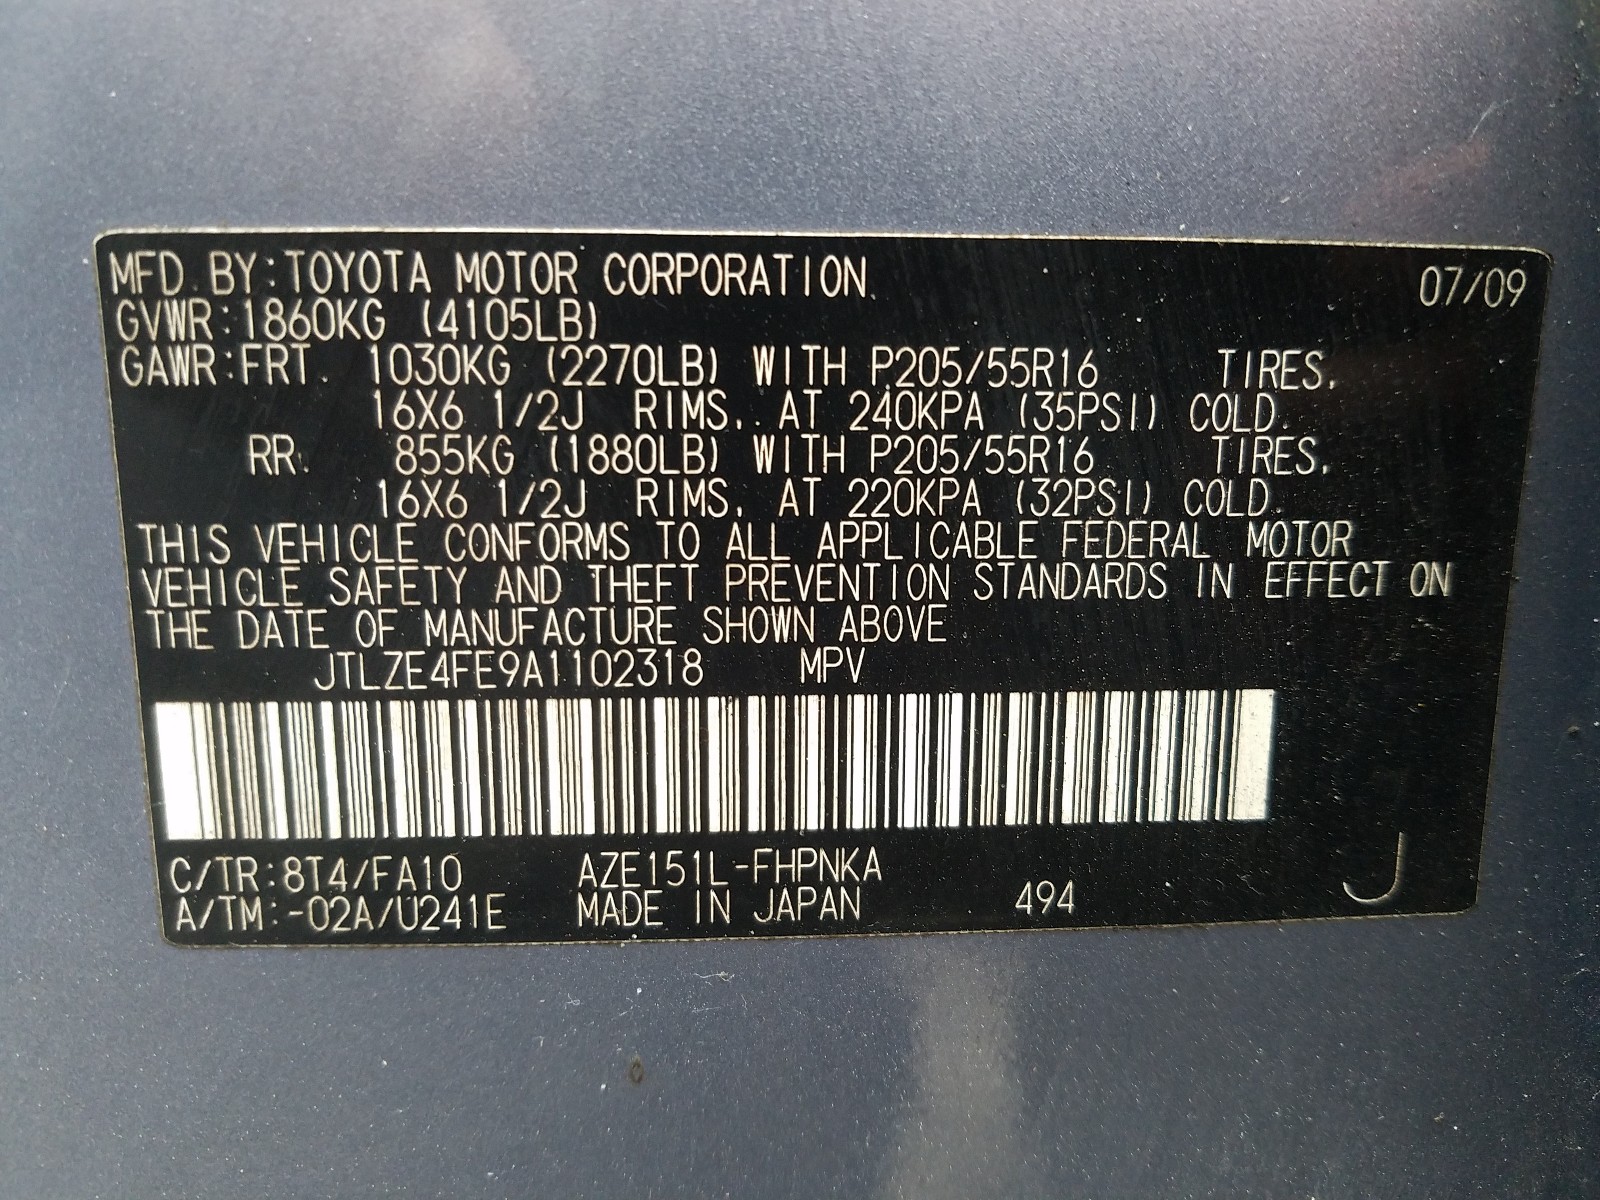 MFD. BY:TOYOTA MOTOR CORPORATION. 07/09
GVWR:1860KG (4105LB)
GAWR:FRT. 1030KG (2270LB) WITH P205/55R16 TIRES,
16X6 1/2J RIMS, AT 240KPA (35PSI) COLD.
RR. 855KG (1880LB) WITH P205/55R16 TIRES,
16X6 1/2J RIMS, AT 220KPA (32PSI) COLD.
THIS VEHICLE CONFORMS TO ALL APPLICABLE FEDERAL MOTOR
VEHICLE SAFETY AND THEFT PREVENTION STANDARDS IN EFFECT ON
THE DATE OF MANUFACTURE SHOWN ABOVE
JTLZE4FE9A1102318 MPV
C/TR:8T4/FA10 AZE151L-FHPNKA
A/TM:-02A/U241E MADE IN JAPAN 494 J